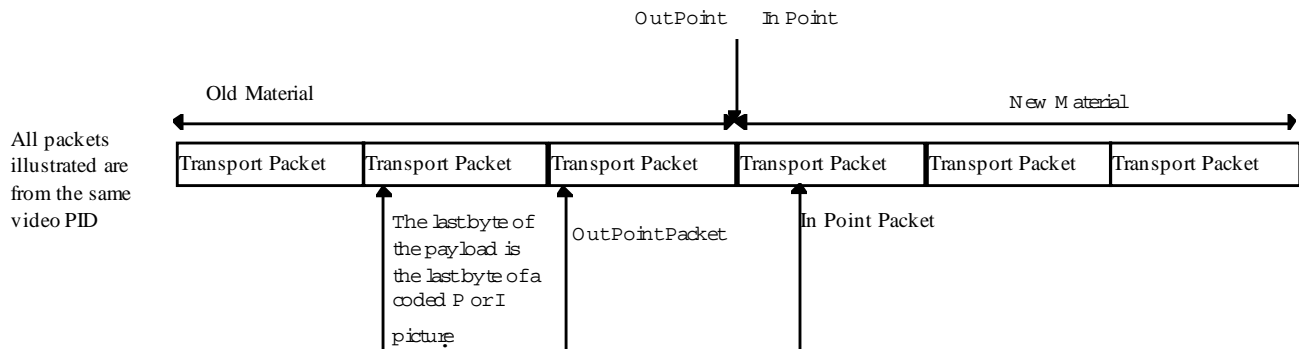 OutPoint In Point
Old Material
New Material
All packets
illustrated are
from the same
video PID
Transport Packet Transport Packet Transport Packet Transport Packet Transport Packet Transport Packet
The last byte of
the payload is
the last byte of a
coded P or I
picture.
OutPointPacket
In Point Packet